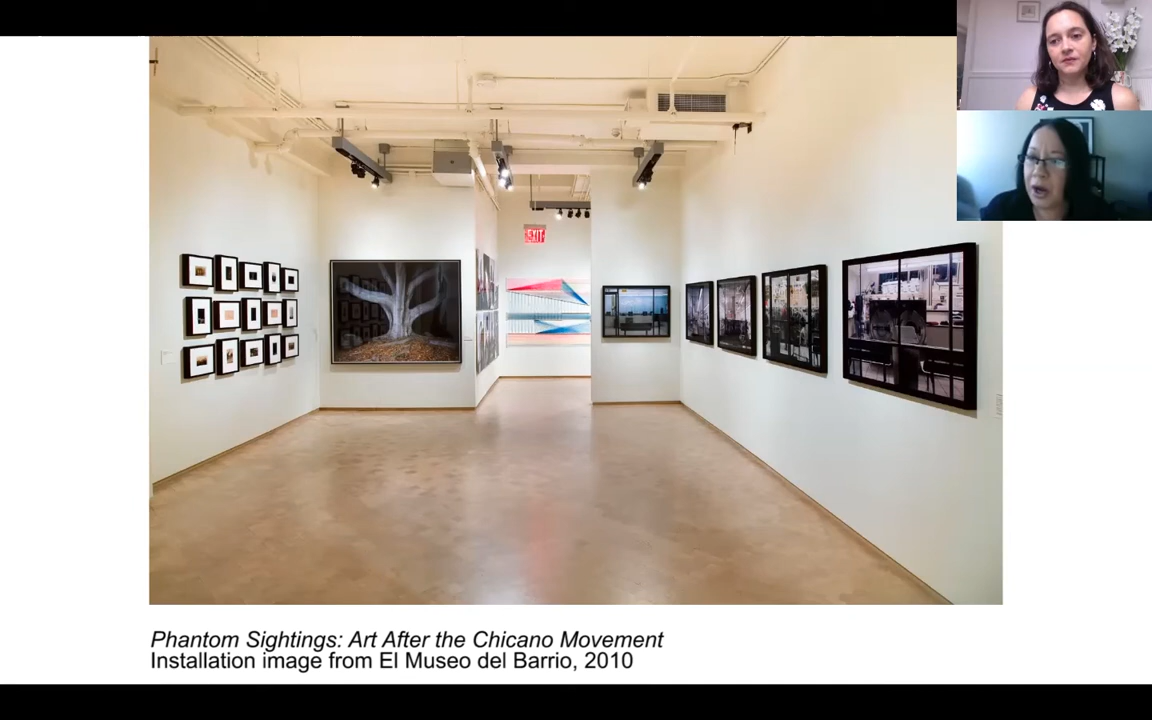 EXIT
Phantom Sightings: Art After the Chicano Movement
Installation image from El Museo del Barrio, 2010